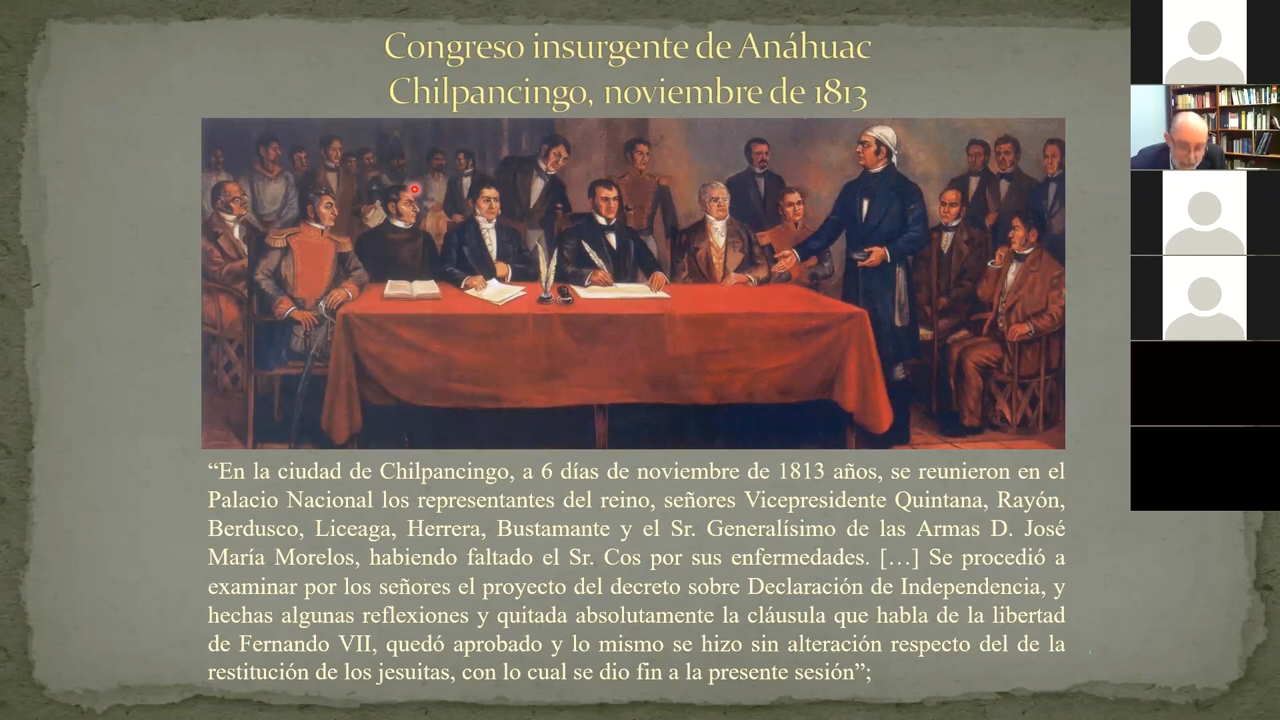 Congreso insurgente de Anáhuac
Chilpancingo, noviembre de 1813
“En la ciudad de Chilpancingo, a 6 días de noviembre de 1813 años, se reunieron en el
Palacio Nacional los representantes del reino, señores Vicepresidente Quintana, Rayón,
Berdusco, Liceaga, Herrera, Bustamante y el Sr. Generalísimo de las Armas D. José
María Morelos, habiendo faltado el Sr. Cos por sus enfermedades. […] Se procedió a
examinar por los señores el proyecto del decreto sobre Declaración de Independencia, y
hechas algunas reflexiones y quitada absolutamente la cláusula que habla de la libertad
de Fernando VII, quedó aprobado y lo mismo se hizo sin alteración respecto del de la
restitución de los jesuitas, con lo cual se dio fin a la presente sesión”;